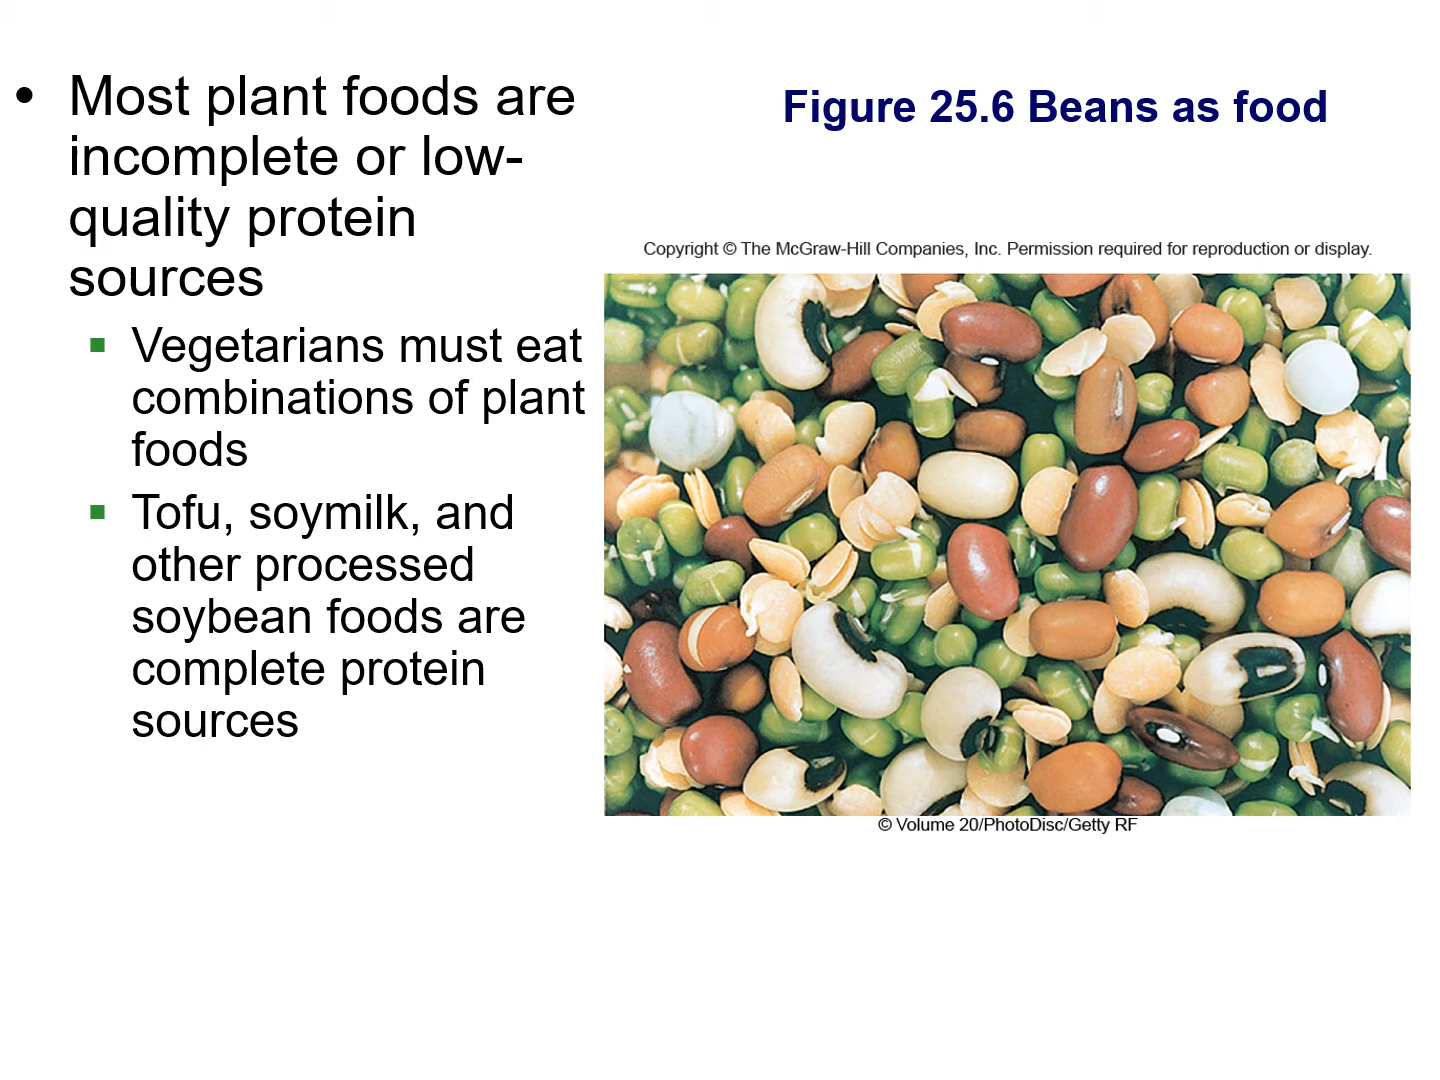 • Most plant foods are
incomplete or low-
quality protein
sources
▪ Vegetarians must eat
combinations of plant
foods
▪ Tofu, soymilk, and
other processed
soybean foods are
complete protein
sources
Figure 25.6 Beans as food
Copyright © The McGraw-Hill Companies, Inc. Permission required for reproduction or display.
© Volume 20/PhotoDisc/Getty RF